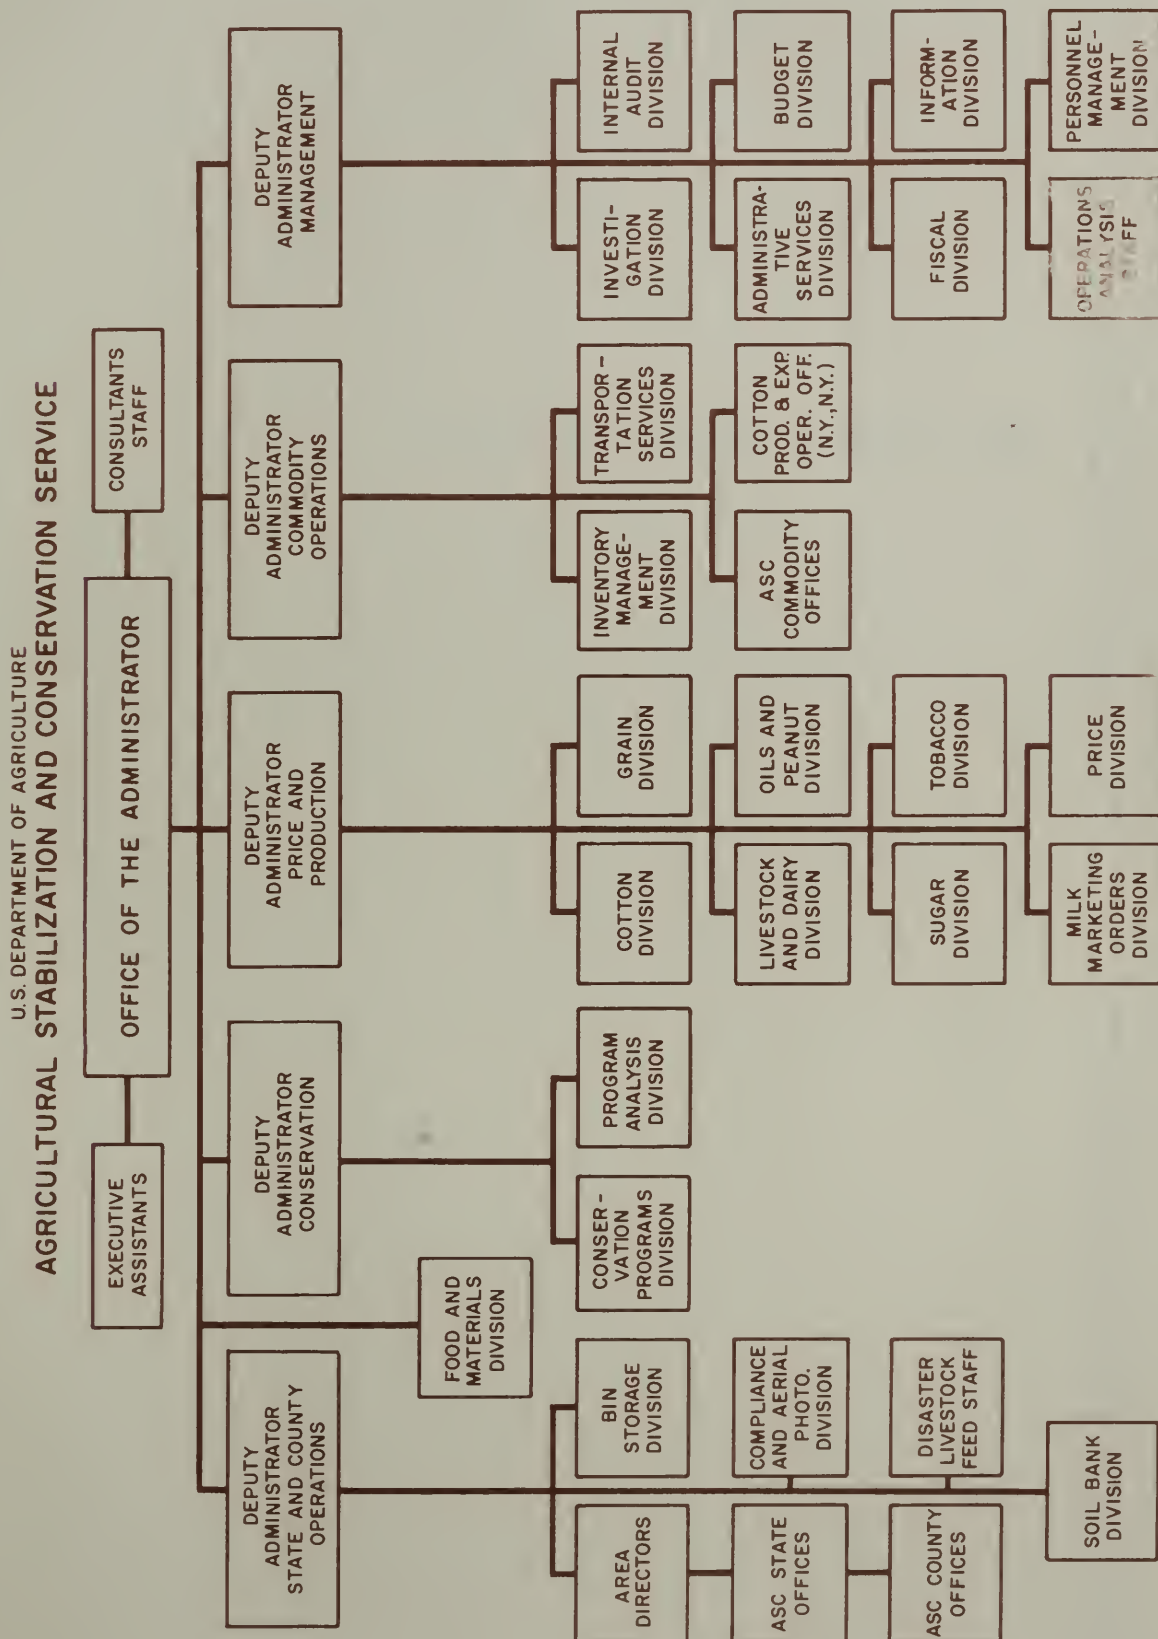 U.S. DEPARTMENT OF AGRICULTURE
AGRICULTURAL STABILIZATION AND CONSERVATION SERVICE
EXECUTIVE
ASSISTANTS
OFFICE OF THE ADMINISTRATOR
CONSULTANTS
STAFF
DEPUTY
ADMINISTRATOR
STATE AND COUNTY
OPERATIONS
DEPUTY
ADMINISTRATOR
CONSERVATION
DEPUTY
ADMINISTRATOR
PRICE AND
PRODUCTION
DEPUTY
ADMINISTRATOR
COMMODITY
OPERATIONS
DEPUTY
ADMINISTRATOR
MANAGEMENT
FOOD AND
MATERIALS
DIVISION
AREA
DIRECTORS
BIN
STORAGE
DIVISION
ASC STATE
OFFICES
COMPLIANCE
AND AERIAL
PHOTO.
DIVISION
ASC COUNTY
OFFICES
DISASTER
LIVESTOCK
FEED STAFF
SOIL BANK
DIVISION
CONSER-
VATION
PROGRAMS
DIVISION
PROGRAM
ANALYSIS
DIVISION
COTTON
DIVISION
GRAIN
DIVISION
LIVESTOCK
AND DAIRY
DIVISION
OILS AND
PEANUT
DIVISION
SUGAR
DIVISION
TOBACCO
DIVISION
MILK
MARKETING
ORDERS
DIVISION
PRICE
DIVISION
INVENTORY
MANAGE-
MENT
DIVISION
TRANSPOR-
TATION
SERVICES
DIVISION
ASC
COMMODITY
OFFICES
COTTON
PROD. & EXP.
OPER. OFF.
(N.Y.,N.Y.)
INVESTI-
GATION
DIVISION
INTERNAL
AUDIT
DIVISION
ADMINISTRA-
TIVE
SERVICES
DIVISION
BUDGET
DIVISION
FISCAL
DIVISION
INFORM-
ATION
DIVISION
OPERATIONS
ANALYSIS
STAFF
PERSONNEL
MANAGE-
MENT
DIVISION